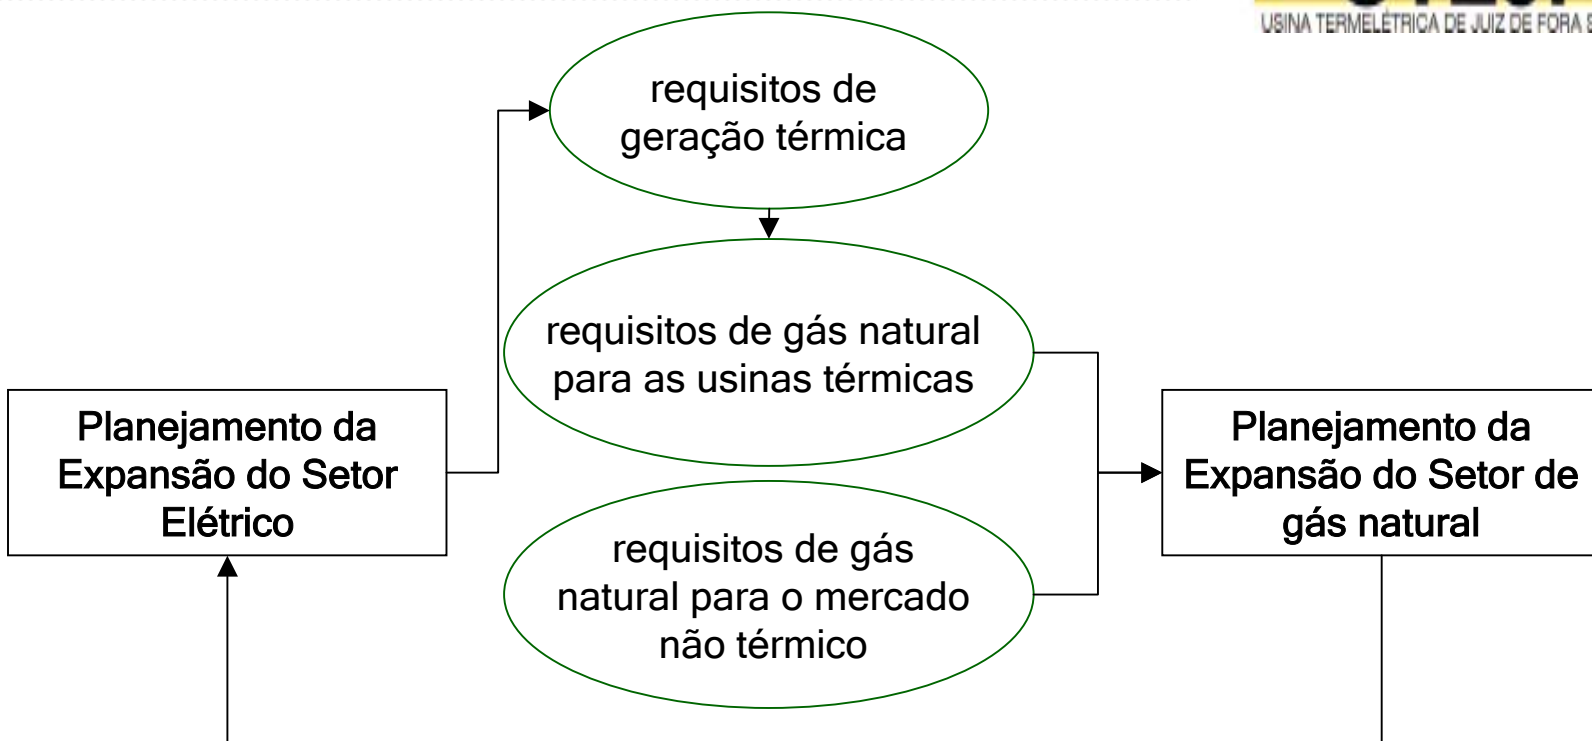 USINA TERMELÉTRICA DE JUIZ DE FORA
requisitos de
geração térmica
requisitos de gás natural
para as usinas térmicas
Planejamento da
Expansão do Setor
Elétrico
Planejamento da
Expansão do Setor de
gás natural
requisitos de gás
natural para o mercado
não térmico